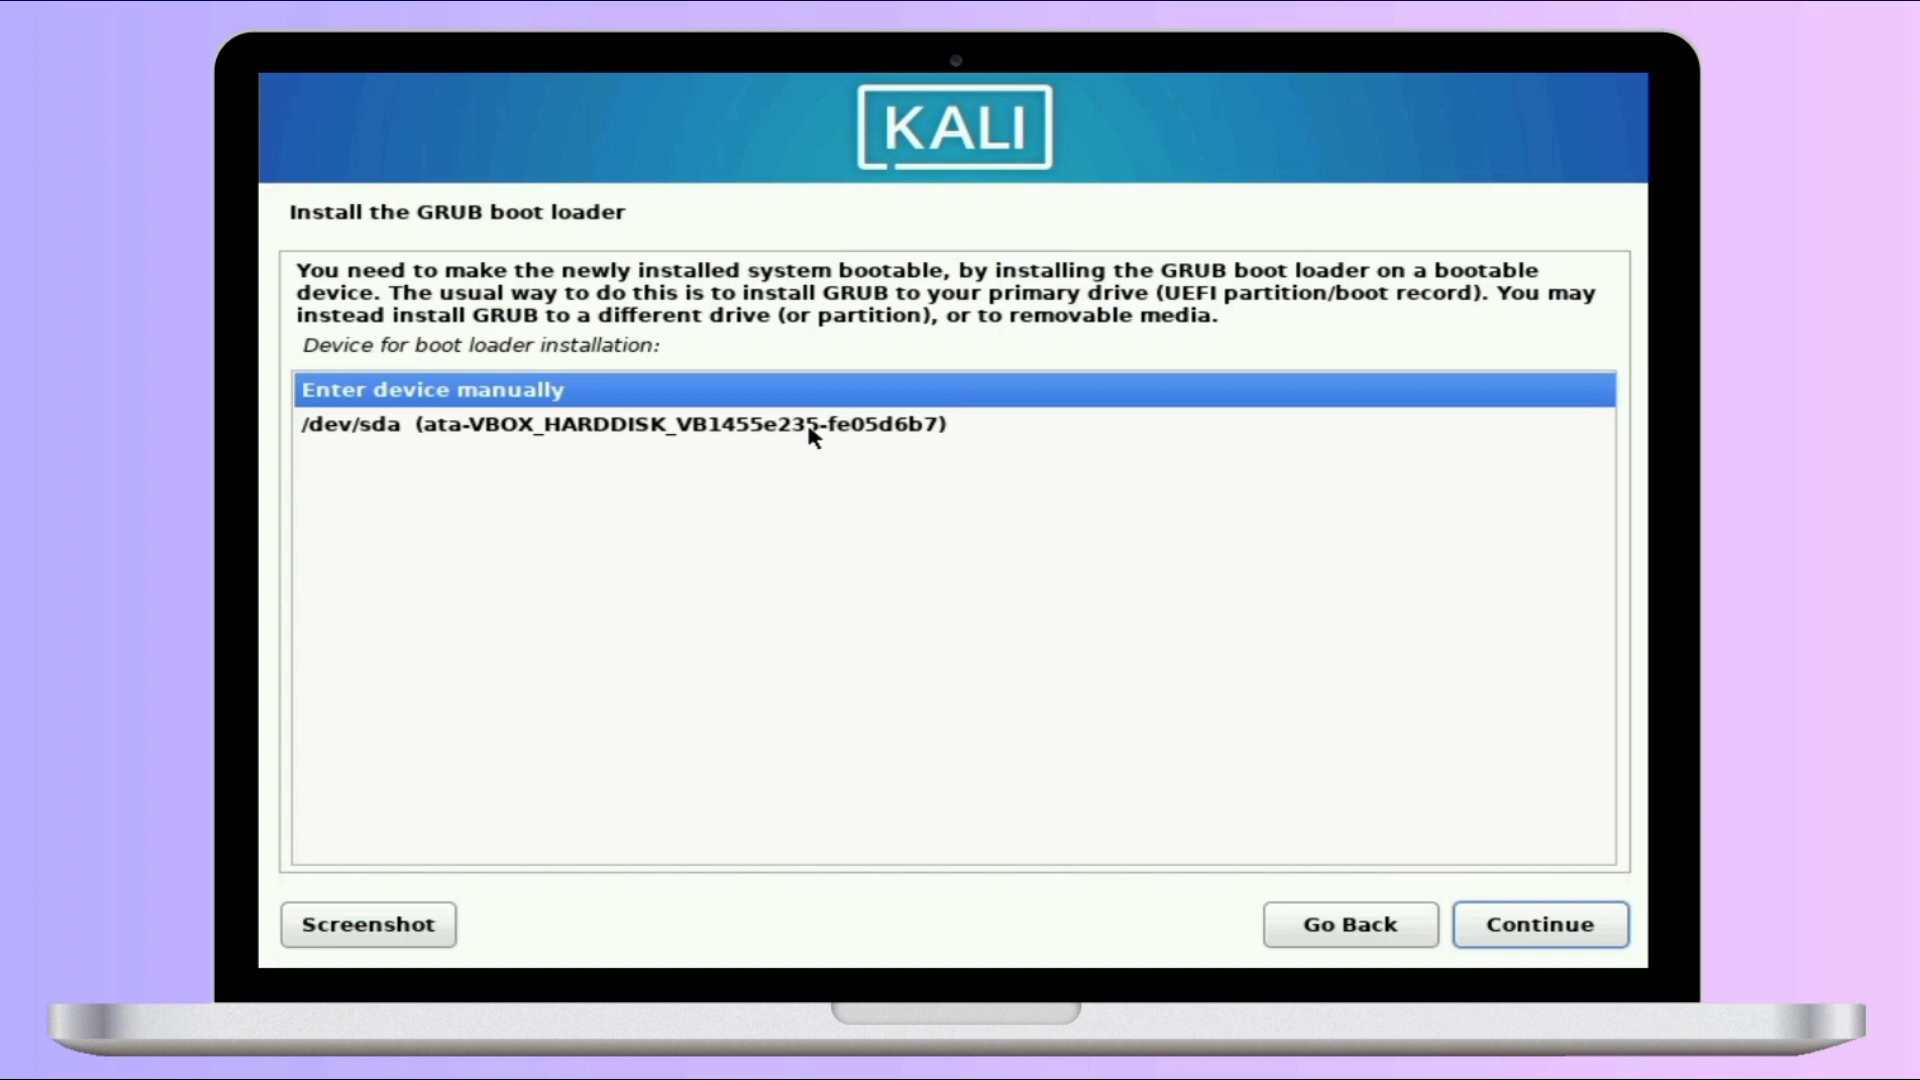 KALI
Install the GRUB boot loader
You need to make the newly installed system bootable, by installing the GRUB boot loader on a bootable
device. The usual way to do this is to install GRUB to your primary drive (UEFI partition/boot record). You may
instead install GRUB to a different drive (or partition), or to removable media.
Device for boot loader installation:
Enter device manually
/dev/sda (ata-VBOX_HARDDISK_VB1455e235-fe05d6b7)
Screenshot
Go Back
Continue